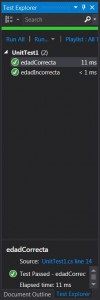 Test Explorer
Search
Run All | Run... | Playlist : All T
UnitTest1 (2)
edadCorrecta 11 ms
edadIncorrecta < 1 ms
edadCorrecta
Source: UnitTest1.cs line 14
Test Passed - edadCorrec
Elapsed time: 11 ms
Document Outline Test Explorer